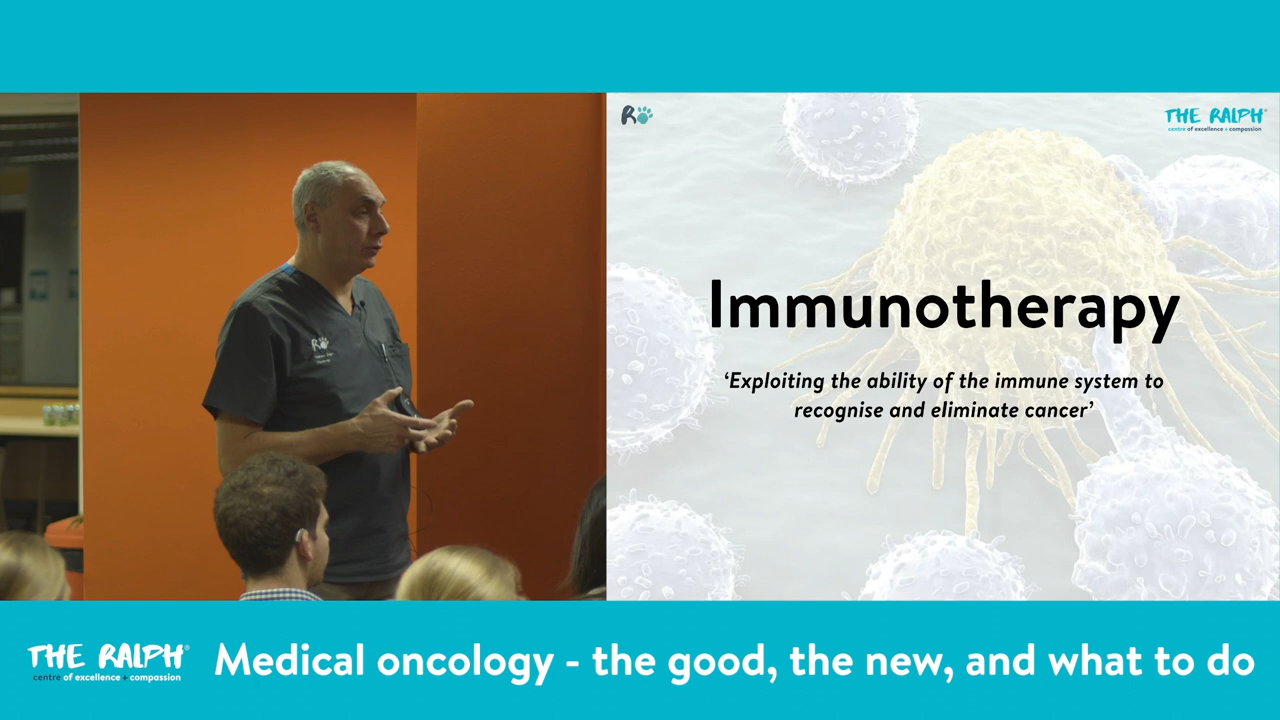 R
THE RALPH®
centre of excellence + compassion
Immunotherapy
‘Exploiting the ability of the immune system to
recognise and eliminate cancer’
THE RALPH®
centre of excellence + compassion
Medical oncology - the good, the new, and what to do